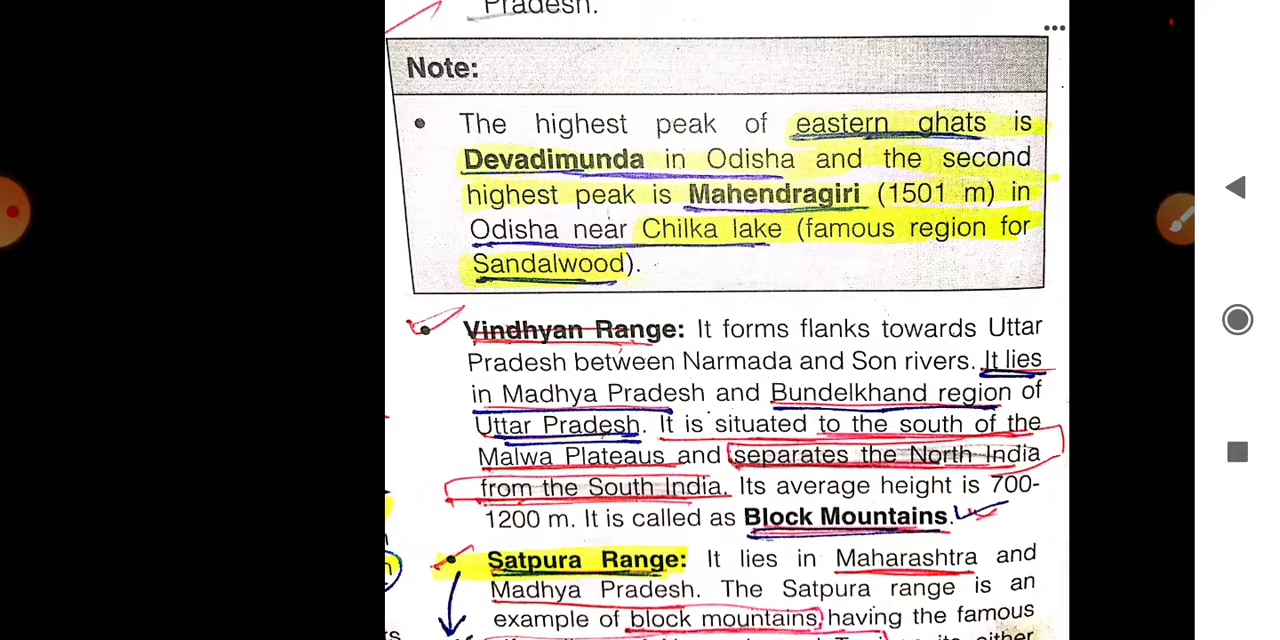 Pradesh.
Note:
• The highest peak of eastern ghats is
Devadimunda in Odisha and the second
highest peak is Mahendragiri (1501 m) in
Odisha near Chilka lake (famous region for
Sandalwood).
• Vindhyan Range: It forms flanks towards Uttar
Pradesh between Narmada and Son rivers. It lies
in Madhya Pradesh and Bundelkhand region of
Uttar Pradesh. It is situated to the south of the
Malwa Plateaus and separates the North India
from the South India. Its average height is 700-
1200 m. It is called as Block Mountains.
• Satpura Range: It lies in Maharashtra and
Madhya Pradesh. The Satpura range is an
example of block mountains, having the famous